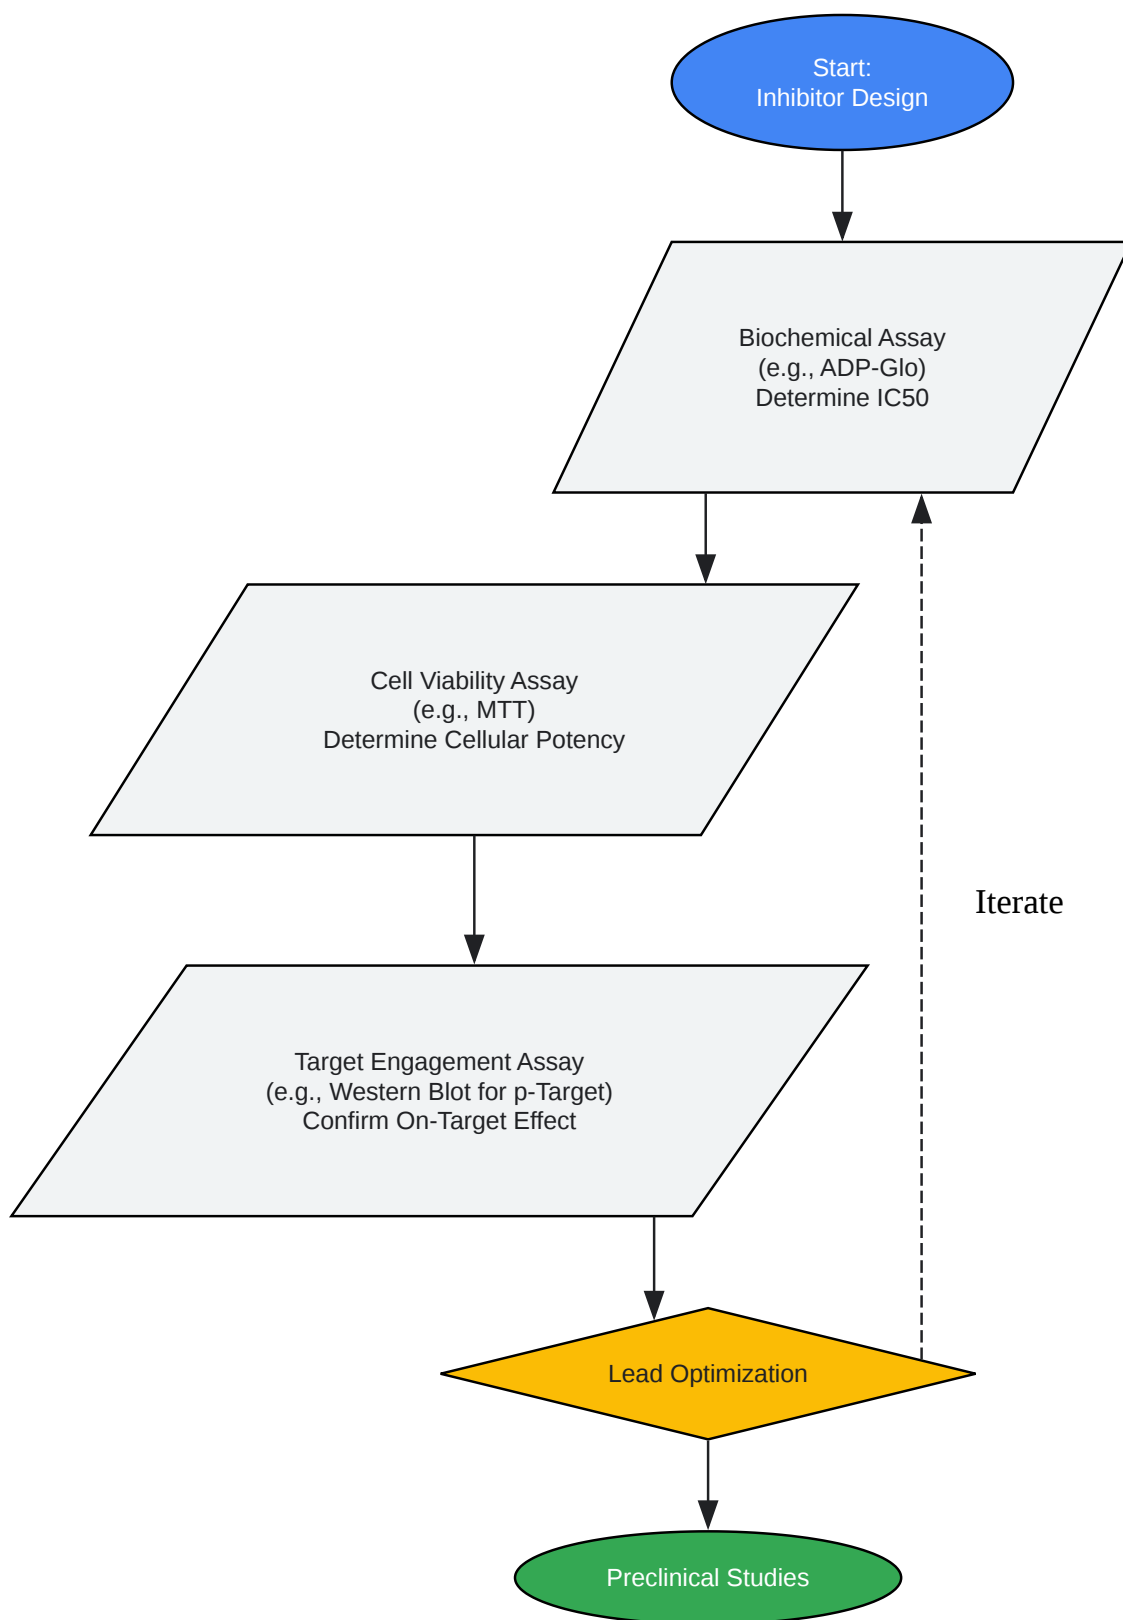 Start:
Inhibitor Design
Biochemical Assay
(e.g., ADP-Glo)
Determine IC50
Cell Viability Assay
(e.g., MTT)
Determine Cellular Potency
Iterate
Target Engagement Assay
(e.g., Western Blot for p-Target)
Confirm On-Target Effect
Lead Optimization
Preclinical Studies